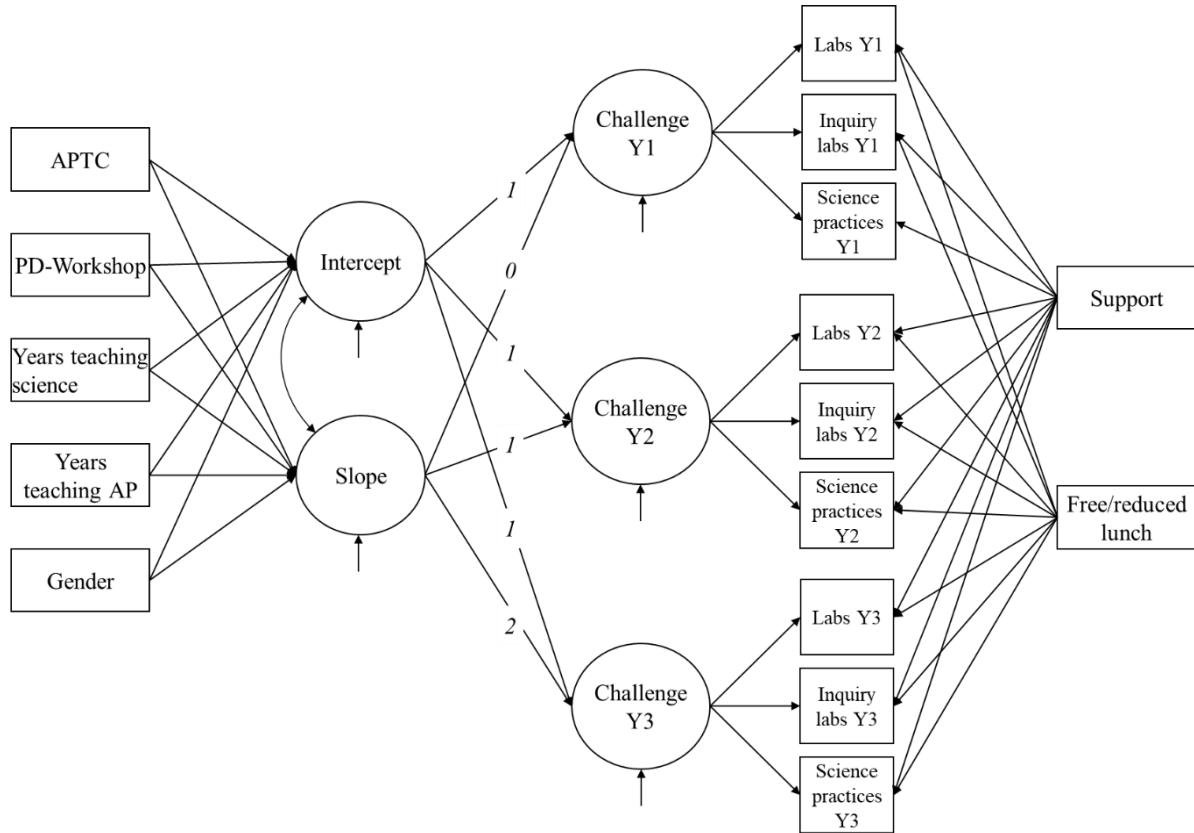 APTC
PD-Workshop
Years teaching
science
Years
teaching AP
Gender
Intercept
Slope
1
0
1
1
1
2
Challenge
Y1
Challenge
Y2
Challenge
Y3
Labs Y1
Inquiry
labs Y1
Science
practices
Y1
Labs Y2
Inquiry
labs Y2
Science
practices
Y2
Labs Y3
Inquiry
labs Y3
Science
practices
Y3
Support
Free/reduced
lunch